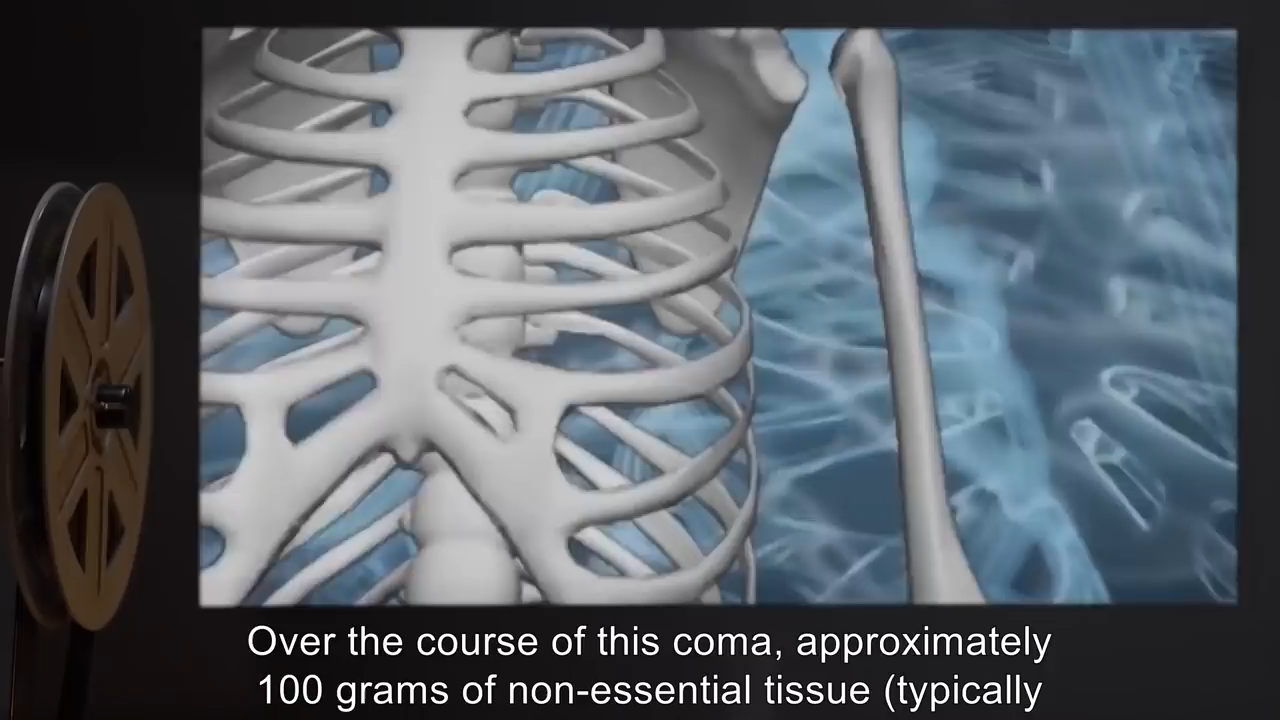 Over the course of this coma, approximately
100 grams of non-essential tissue (typically